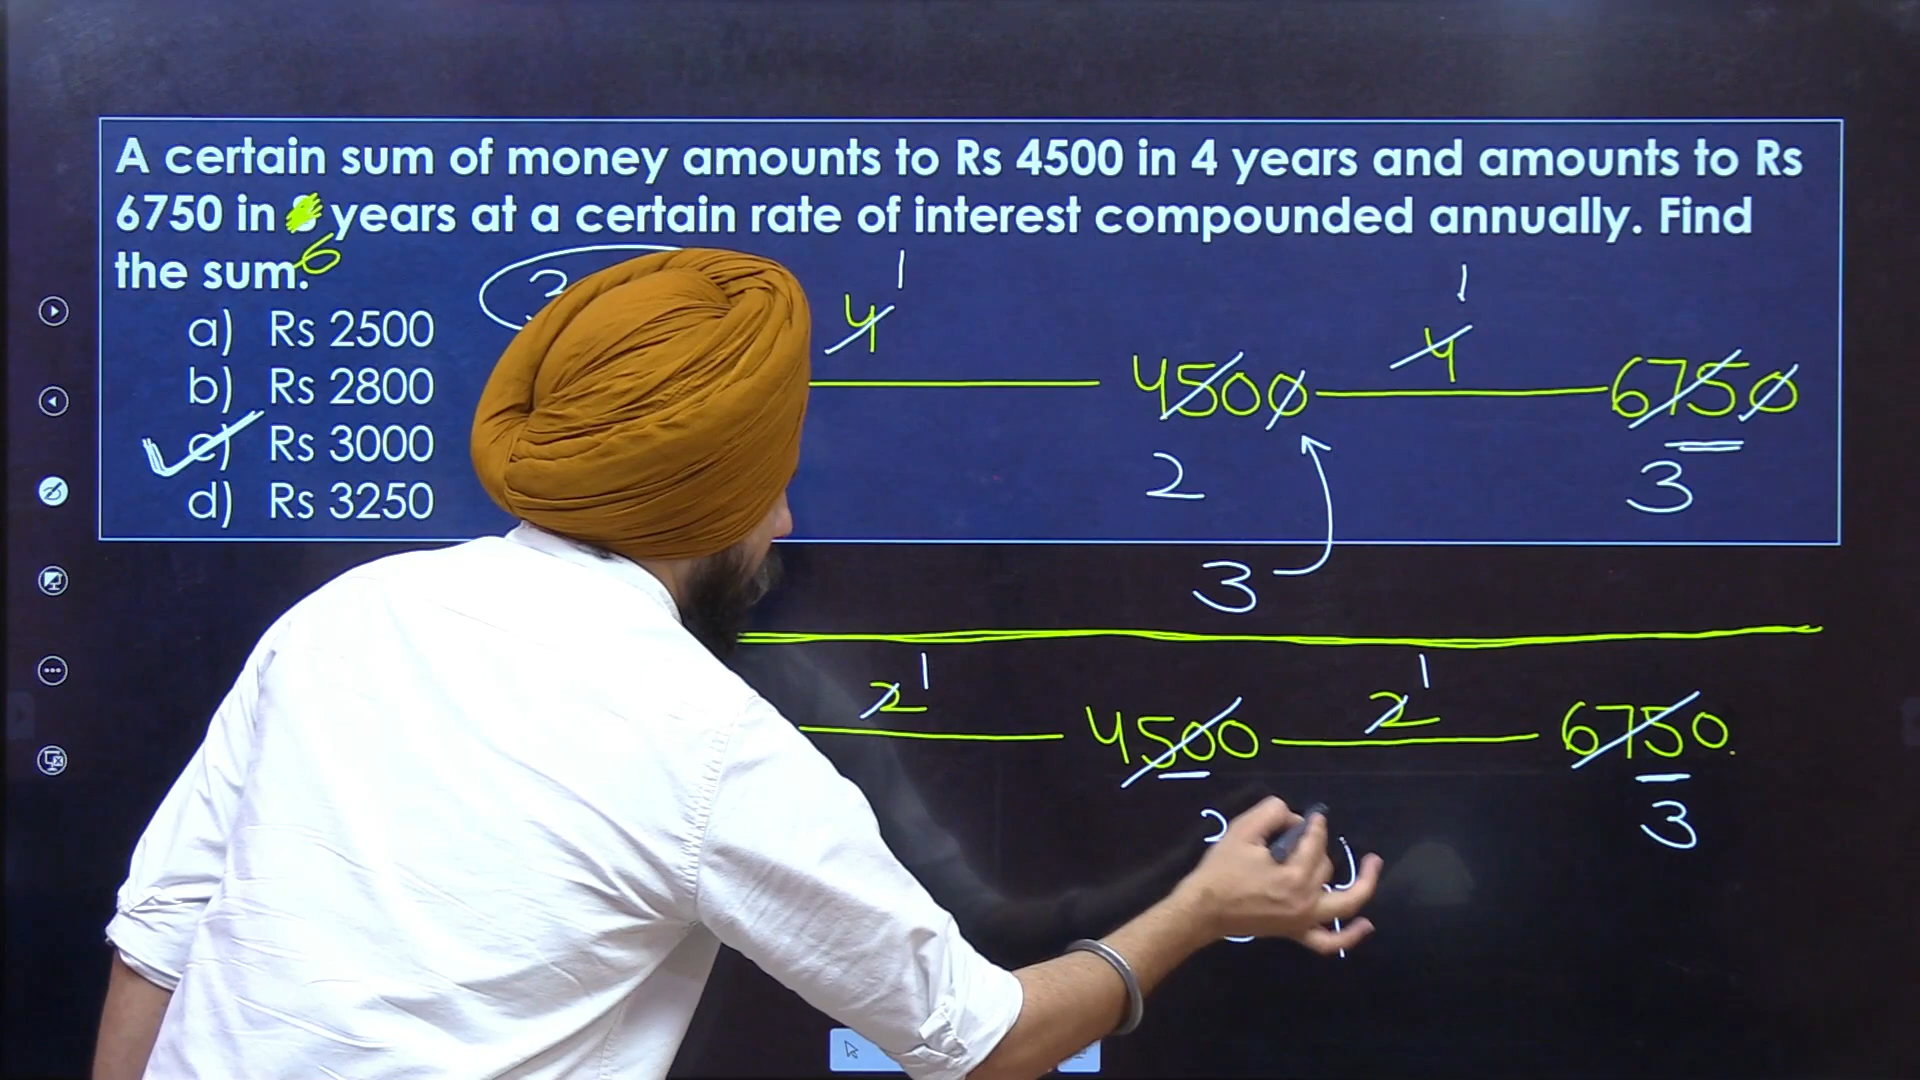 A certain sum of money amounts to Rs 4500 in 4 years and amounts to Rs
6750 in years at a certain rate of interest compounded annually. Find
6
the sum.
a) Rs 2500
b) Rs 2800
c) Rs 3000
d) Rs 3250
3
4 1
4 1
4500 6750
2 3
3
2 1 2 1
4500 6750
3